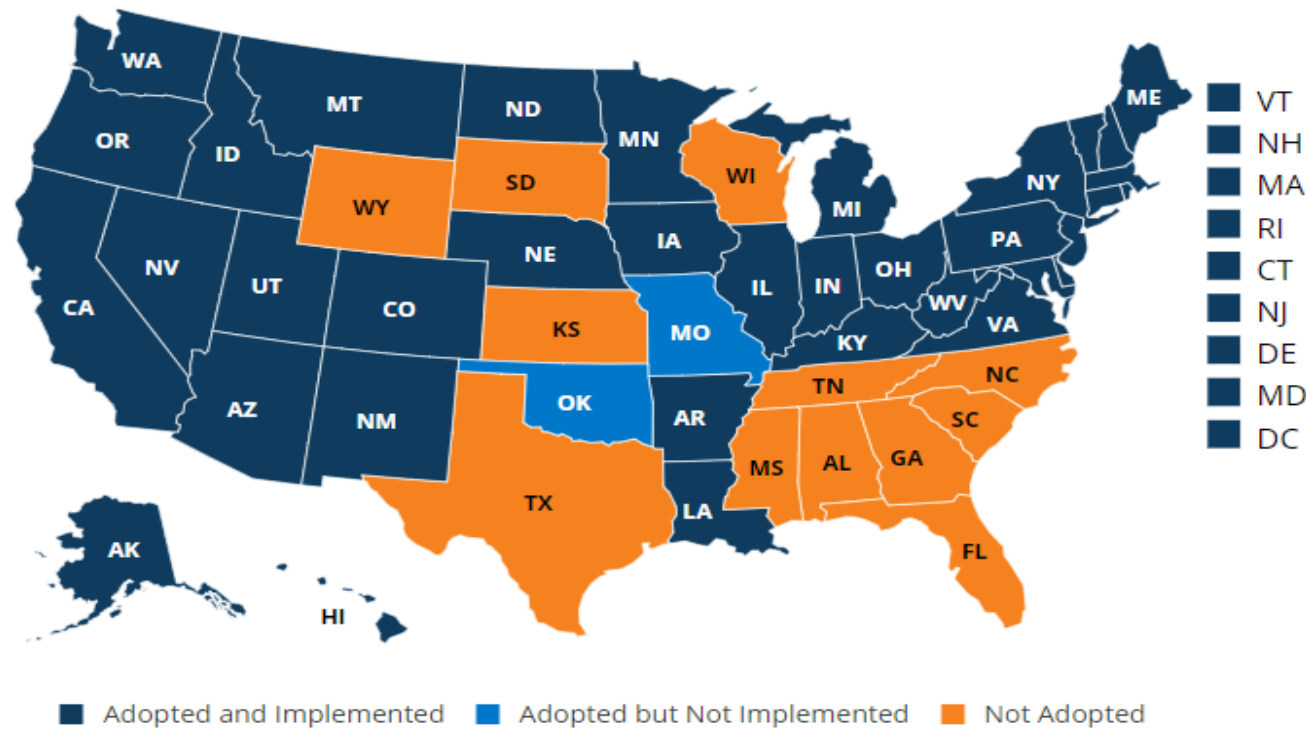 WA
ME
VT
MT
ND
OR
MN
NH
ID
WI
SD
NY
MA
WY
MI
RI
IA
PA
NE
NV
OH
CT
UT
IL
IN
CA
CO
WV
NJ
VA
KS
MO
KY
DE
TN
NC
MD
AZ
OK
NM
AR
SC
DC
MS
AL
GA
TX
LA
AK
FL
HI
Adopted and Implemented
Adopted but Not Implemented
Not Adopted